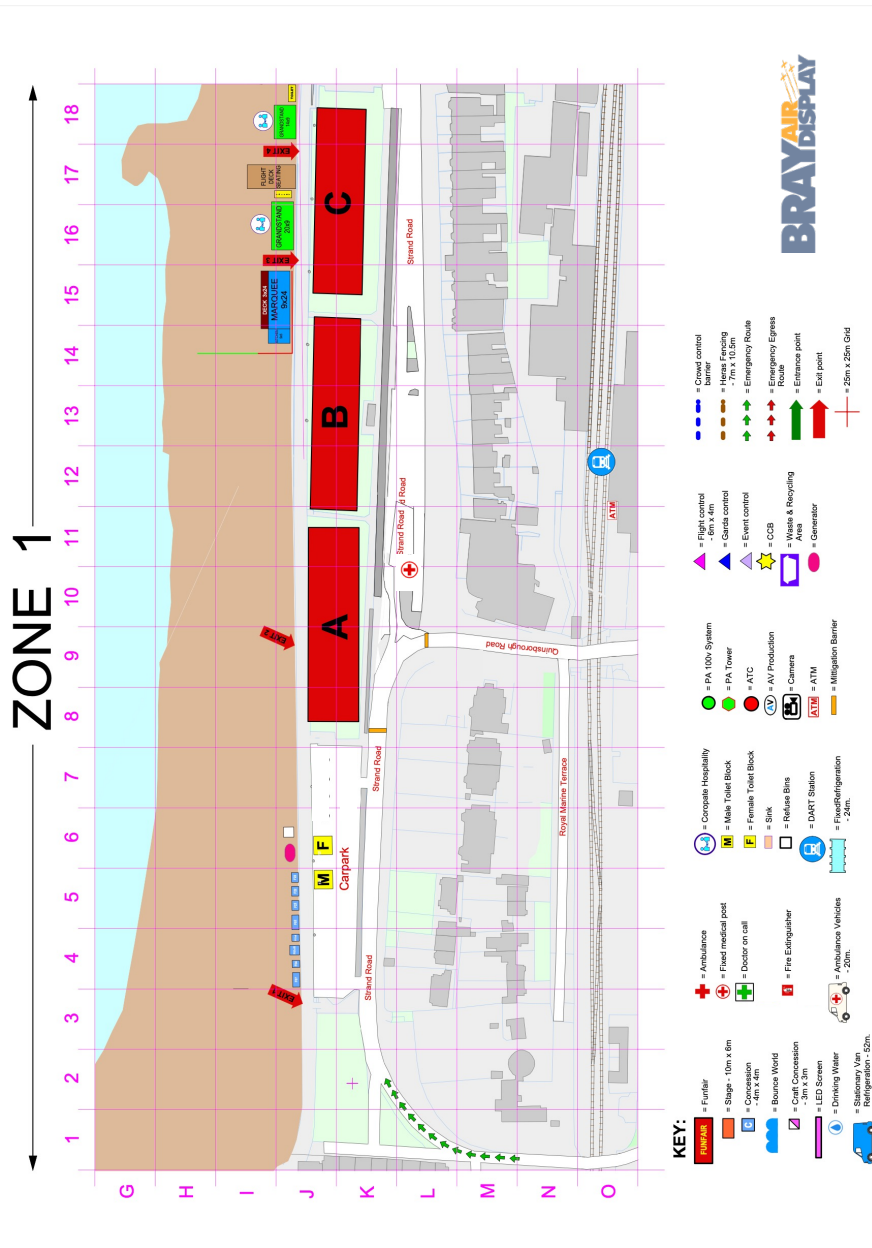 ZONE 1
1
2
3
4
5
6
7
8
9
10
11
12
13
14
15
16
17
18
G
H
I
J
K
L
M
N
O
EXIT 1
EXIT 2
EXIT 3
EXIT 4
DECK 3x24
MARQUEE
9x24
GRANDSTAND
20x9
FLIGHT
DECK
SEATING
GRANDSTAND
TOILET
A
B
C
M
F
Carpark
Strand Road
Strand Road
Strand Road
d Road
Strand Road
Quinsborough Road
Royal Marine Terrace
ATM
BRAY AIR
DISPLAY
KEY:
FUNFAIR
= Funfair
= Stage - 10m x 6m
C
= Concession
- 4m x 4m
= Bounce World
= Craft Concession
- 3m x 3m
= LED Screen
= Drinking Water
= Stationary Van
Refrigeration - 52m.
= Ambulance
= Fixed medical post
= Doctor on call
= Fire Extinguisher
= Ambulance Vehicles
- 20m.
= Coropate Hospitality
M
= Male Toilet Block
F
= Female Toilet Block
= Sink
= Refuse Bins
= DART Station
= FixedRefrigeration
- 24m.
= PA 100v System
= PA Tower
= ATC
AV
= AV Production
= Camera
ATM
= ATM
= Mittigation Barrier
= Flight control
- 6m x 4m
= Garda control
= Event control
= CCB
= Waste & Recycling
Area
= Generator
= Crowd control
barrier
= Heras Fencing
- 7m x 10.5m
= Emergency Route
= Emergency Egress
Route
= Entrance point
= Exit point
= 25m x 25m Grid